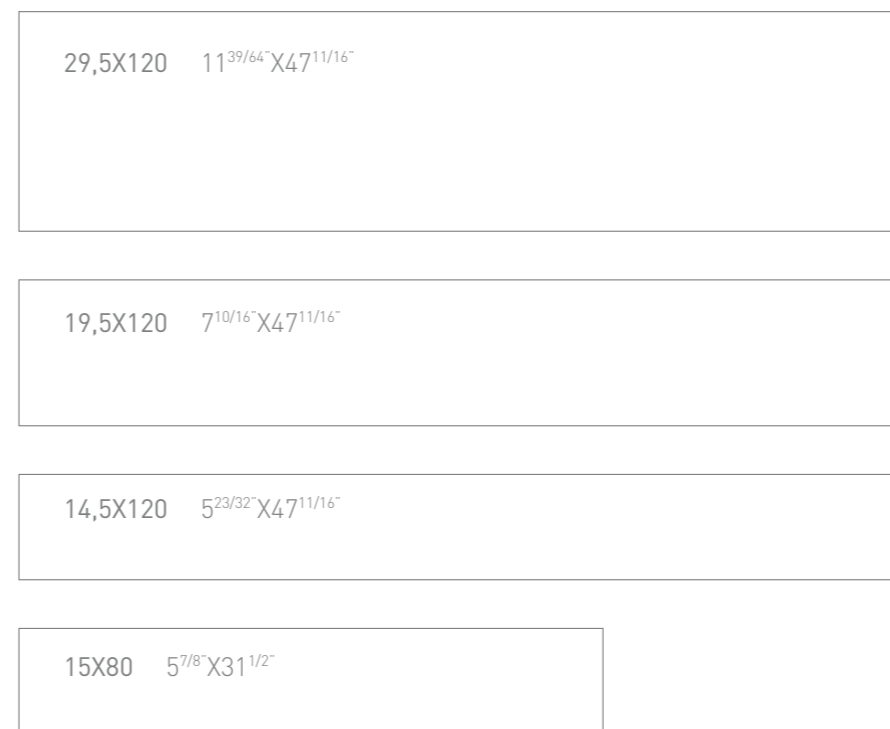 29,5X120 11 39/64"X47 11/16"
19,5X120 7 10/16"X47 11/16"
14,5X120 5 23/32"X47 11/16"
15X80 5 7/8"X31 1/2"